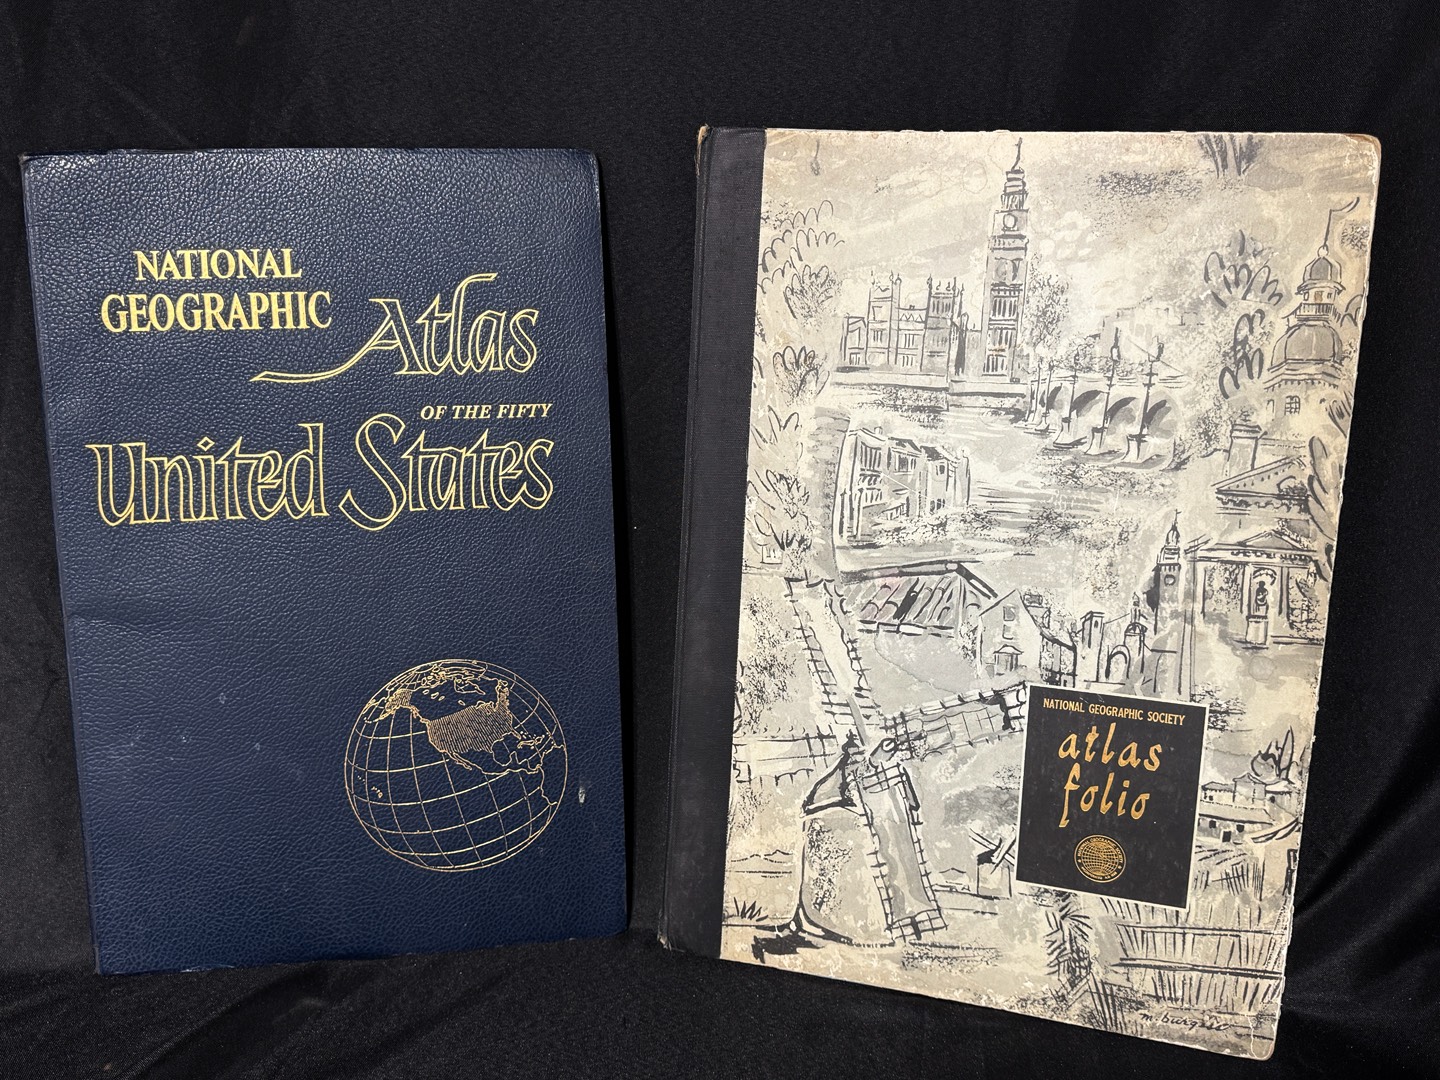 NATIONAL
GEOGRAPHIC
Atlas
OF THE FIFTY
United States
NATIONAL GEOGRAPHIC SOCIETY
atlas
folio